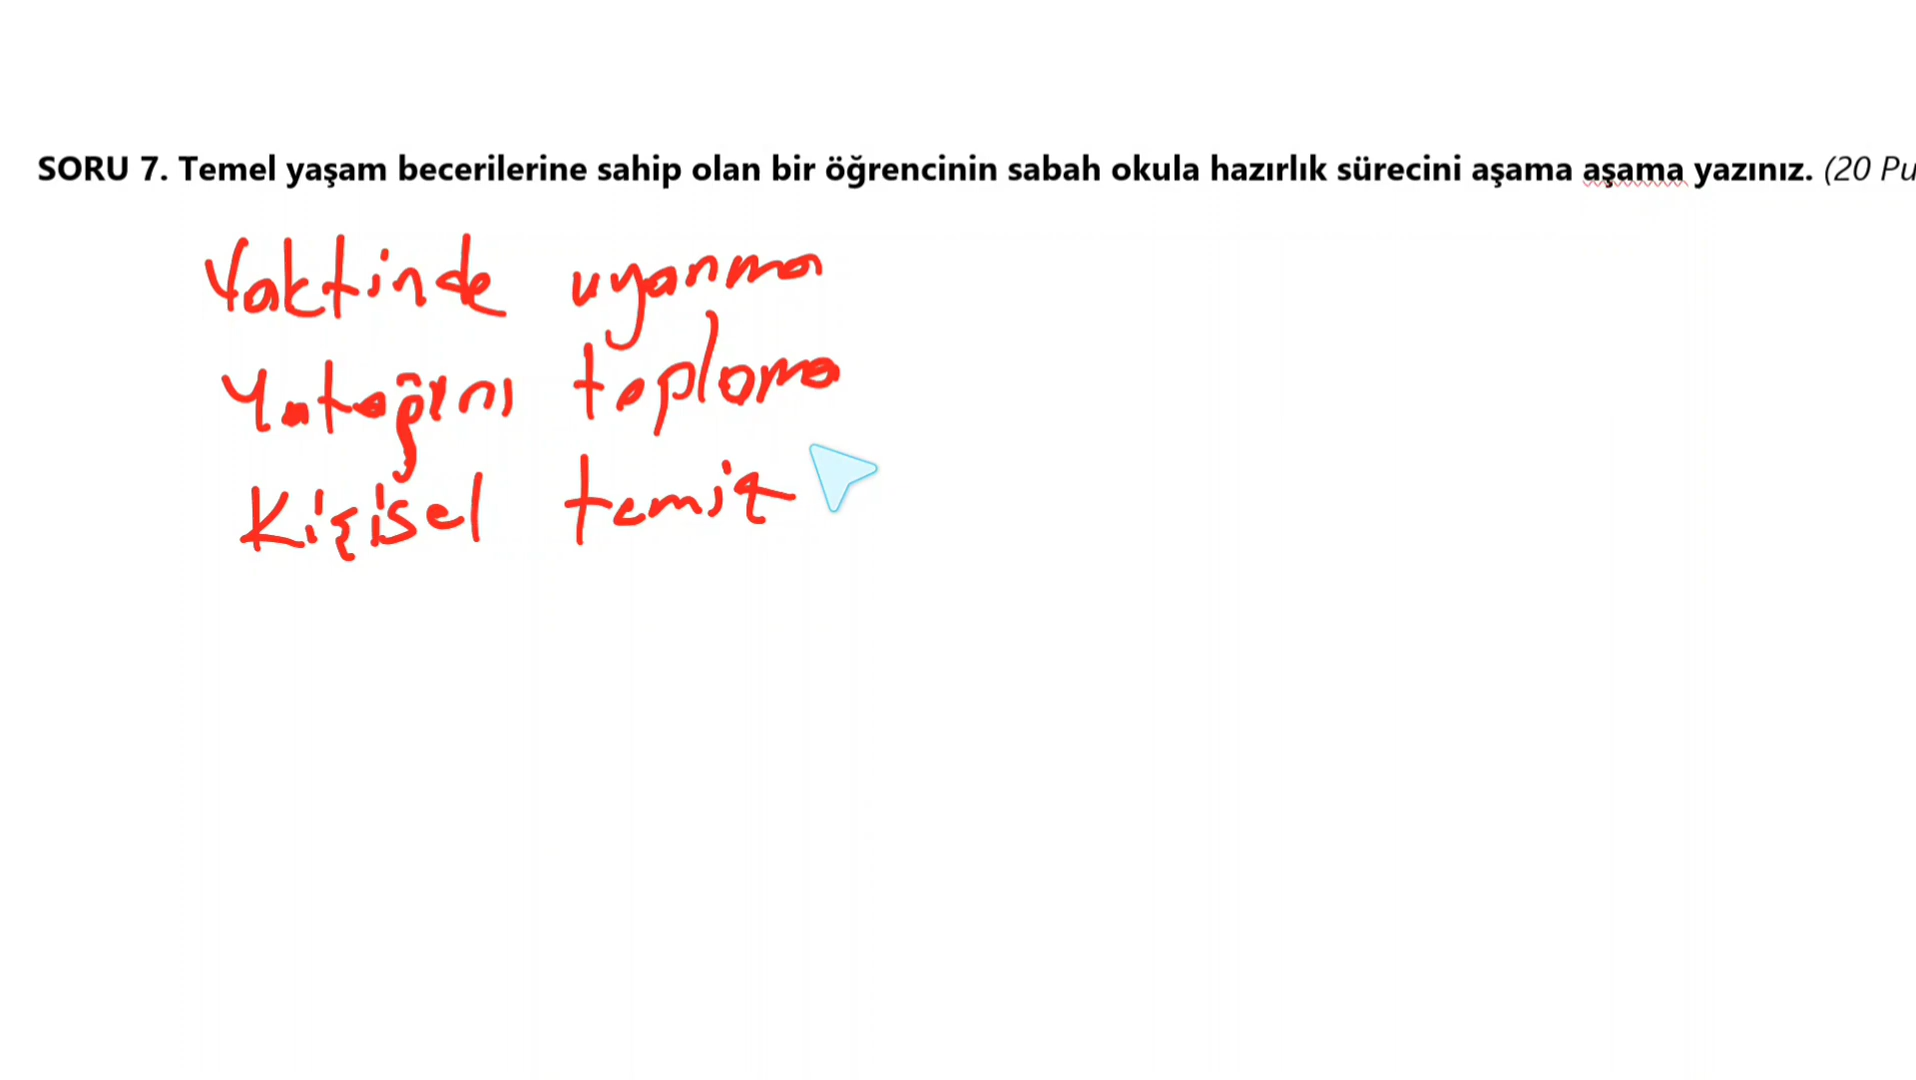 SORU 7. Temel yaşam becerilerine sahip olan bir öğrencinin sabah okula hazırlık sürecini aşama aşama yazınız. (20 Pu
Vaktinde uyanma
Yatağını toplama
Kişisel temiz